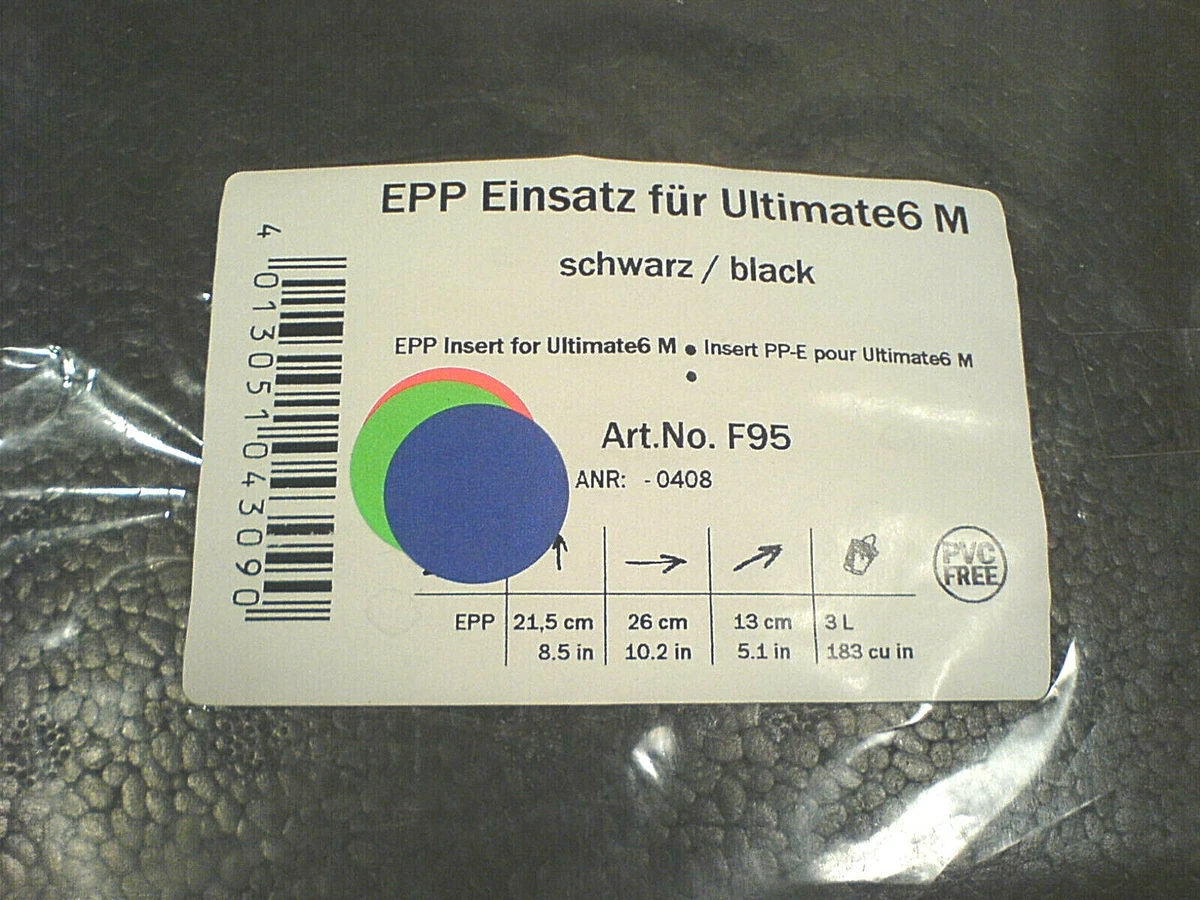 EPP Einsatz für Ultimate6 M
schwarz / black
EPP Insert for Ultimate6 M • Insert PP-E pour Ultimate6 M
•
Art.No. F95
ANR: - 0408
4 013051 043090
PVC FREE
EPP 21,5 cm 26 cm 13 cm 3 L
8.5 in 10.2 in 5.1 in 183 cu in